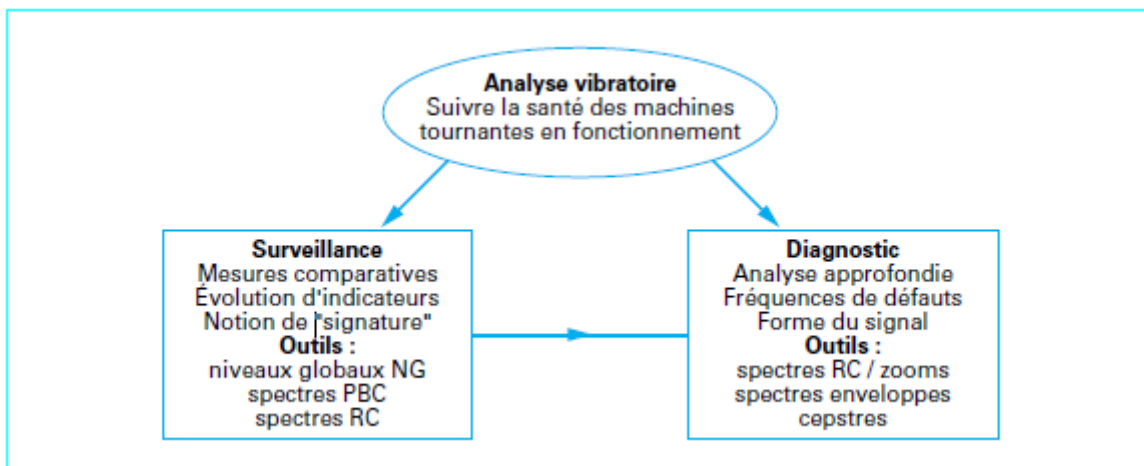 Analyse vibratoire
Suivre la santé des machines
tournantes en fonctionnement
Surveillance
Mesures comparatives
Évolution d'indicateurs
Notion de "signature"
Outils :
niveaux globaux NG
spectres PBC
spectres RC
Diagnostic
Analyse approfondie
Fréquences de défauts
Forme du signal
Outils :
spectres RC / zooms
spectres enveloppes
cepstres